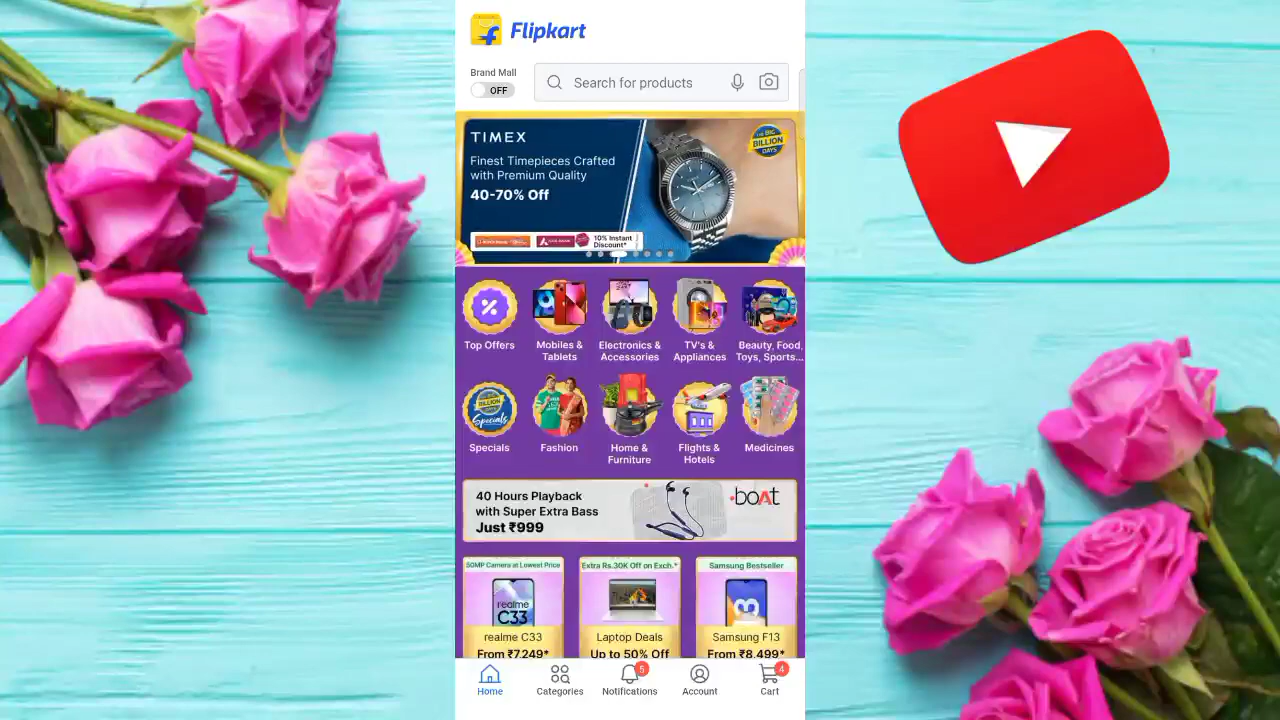 Flipkart
Brand Mall
OFF
Search for products
TIMEX
Finest Timepieces Crafted
with Premium Quality
40-70% Off
THE BIG
BILLION
DAYS
10% Instant
Discount*
Top Offers
Mobiles &
Tablets
Electronics &
Accessories
TV's &
Appliances
Beauty, Food,
Toys, Sports...
BILLION
Specials
Specials
Fashion
Home &
Furniture
Flights &
Hotels
Medicines
40 Hours Playback
with Super Extra Bass
Just ₹999
boAt
50MP Camera at Lowest Price
realme
C33
realme C33
From ₹7,249*
Extra Rs.30K Off on Exch.*
Laptop Deals
Up to 50% Off
Samsung Bestseller
Samsung F13
From ₹8,499*
Home
Categories
5
Notifications
Account
4
Cart